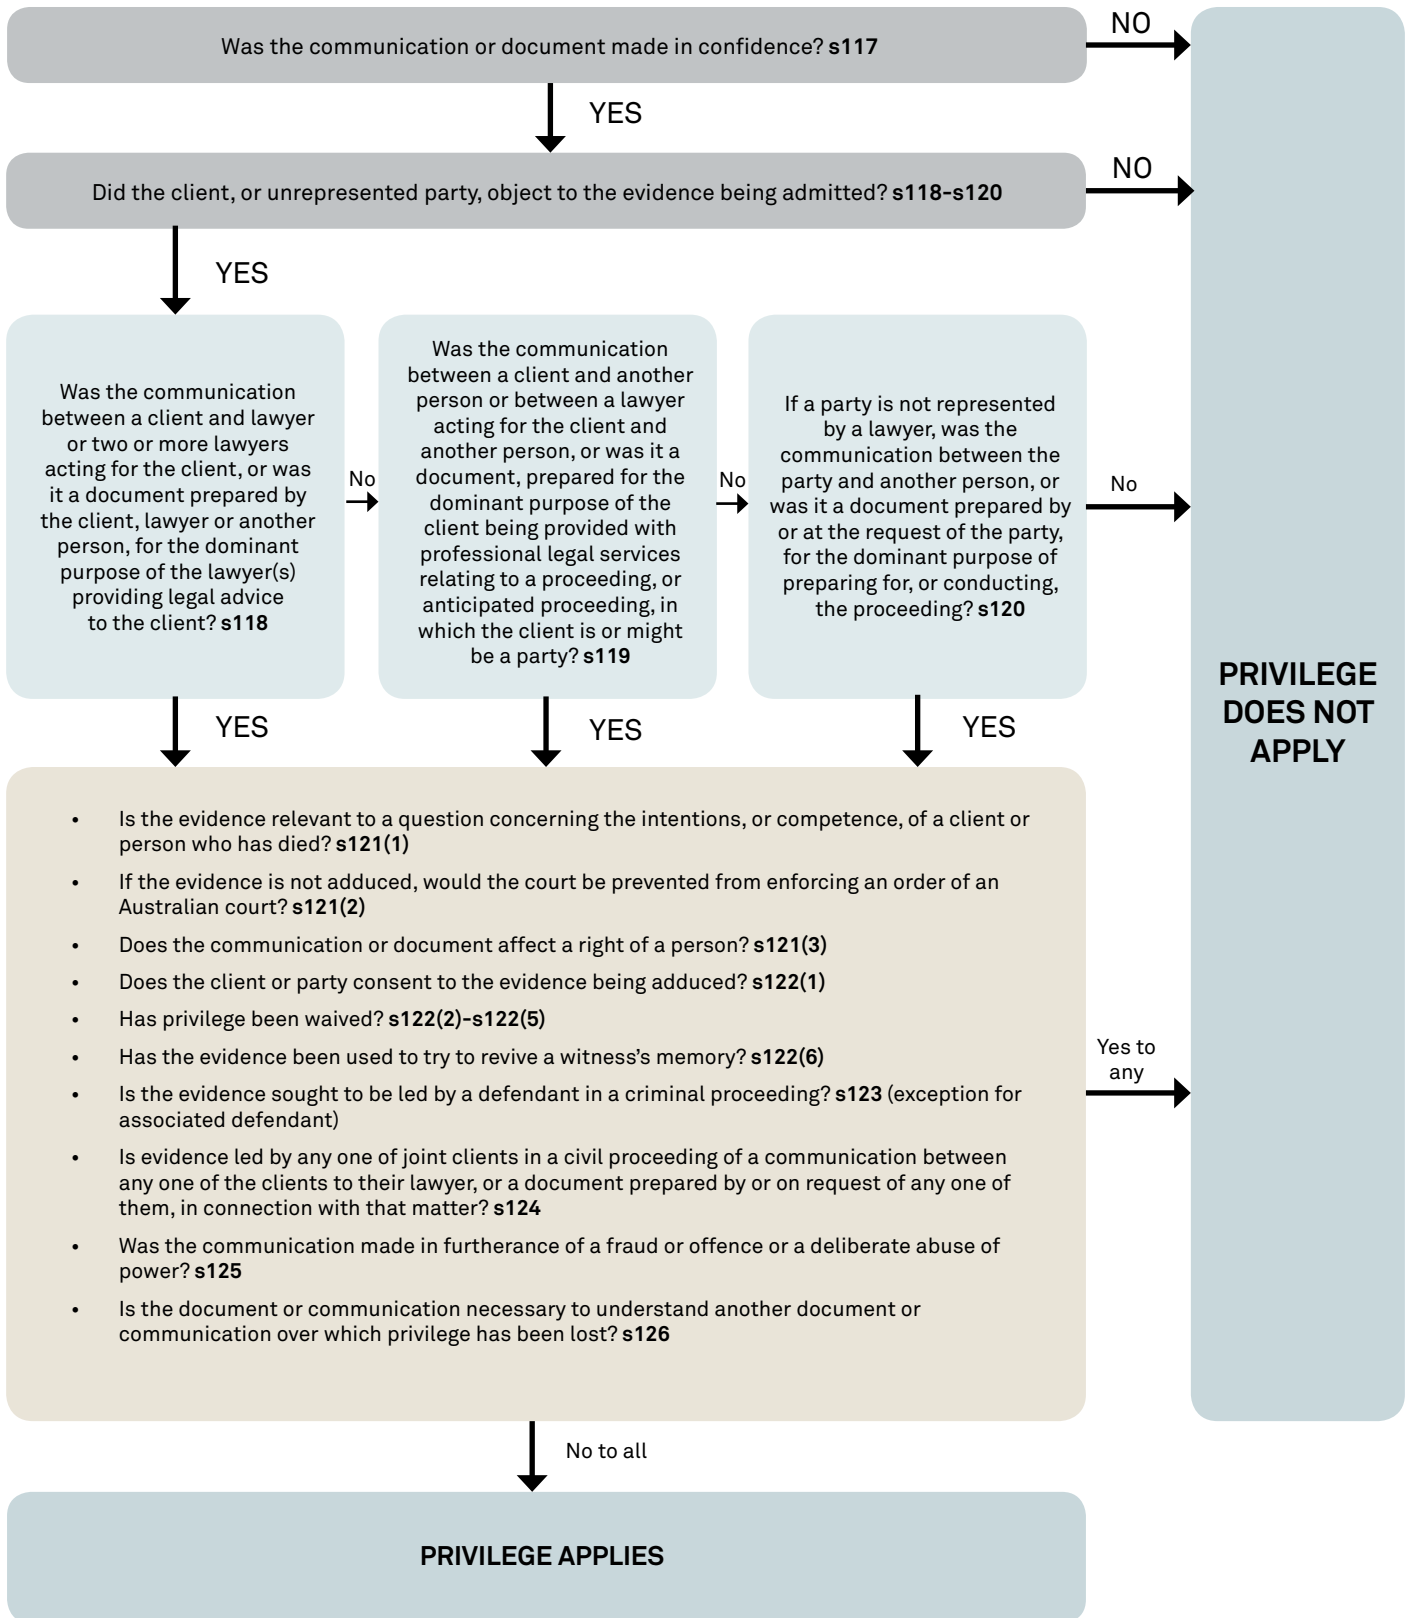 Was the communication or document made in confidence? s117
NO
YES
Did the client, or unrepresented party, object to the evidence being admitted? s118-s120
NO
YES
Was the communication
between a client and lawyer
or two or more lawyers
acting for the client, or was
it a document prepared by
the client, lawyer or another
person, for the dominant
purpose of the lawyer(s)
providing legal advice
to the client? s118
No
Was the communication
between a client and another
person or between a lawyer
acting for the client and
another person, or was it a
document, prepared for the
dominant purpose of the
client being provided with
professional legal services
relating to a proceeding, or
anticipated proceeding, in
which the client is or might
be a party? s119
No
If a party is not represented
by a lawyer, was the
communication between the
party and another person, or
was it a document prepared by
or at the request of the party,
for the dominant purpose of
preparing for, or conducting,
the proceeding? s120
No
PRIVILEGE
DOES NOT
APPLY
YES
YES
YES
• Is the evidence relevant to a question concerning the intentions, or competence, of a client or
person who has died? s121(1)
• If the evidence is not adduced, would the court be prevented from enforcing an order of an
Australian court? s121(2)
• Does the communication or document affect a right of a person? s121(3)
• Does the client or party consent to the evidence being adduced? s122(1)
• Has privilege been waived? s122(2)-s122(5)
• Has the evidence been used to try to revive a witness's memory? s122(6)
• Is the evidence sought to be led by a defendant in a criminal proceeding? s123 (exception for
associated defendant)
• Is evidence led by any one of joint clients in a civil proceeding of a communication between
any one of the clients to their lawyer, or a document prepared by or on request of any one of
them, in connection with that matter? s124
• Was the communication made in furtherance of a fraud or offence or a deliberate abuse of
power? s125
• Is the document or communication necessary to understand another document or
communication over which privilege has been lost? s126
Yes to
any
No to all
PRIVILEGE APPLIES